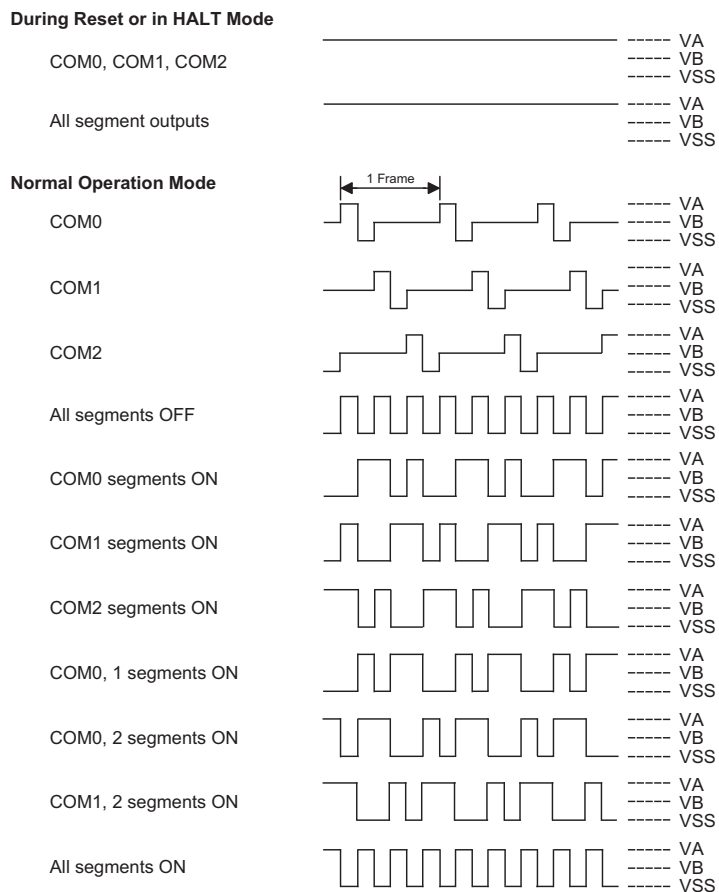 During Reset or in HALT Mode
COM0, COM1, COM2
VA
VB
VSS
All segment outputs
VA
VB
VSS
Normal Operation Mode
1 Frame
COM0
VA
VB
VSS
COM1
VA
VB
VSS
COM2
VA
VB
VSS
All segments OFF
VA
VB
VSS
COM0 segments ON
VA
VB
VSS
COM1 segments ON
VA
VB
VSS
COM2 segments ON
VA
VB
VSS
COM0, 1 segments ON
VA
VB
VSS
COM0, 2 segments ON
VA
VB
VSS
COM1, 2 segments ON
VA
VB
VSS
All segments ON
VA
VB
VSS